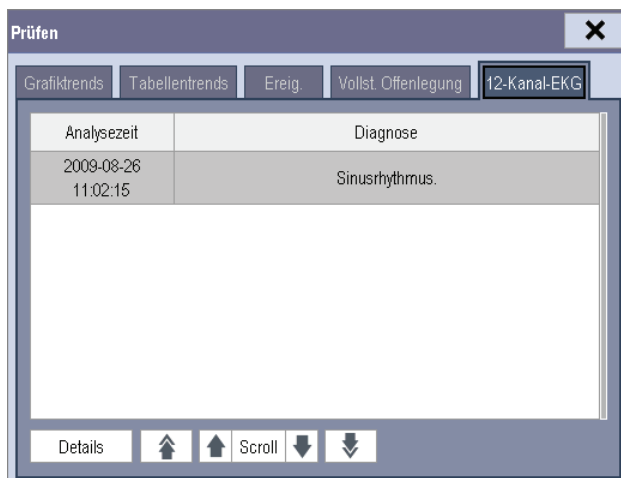 Prüfen
Grafiktrends Tabellentrends Ereig. Vollst. Offenlegung 12-Kanal-EKG
Analysezeit Diagnose
2009-08-26
11:02:15
Sinusrhythmus.
Details Scroll